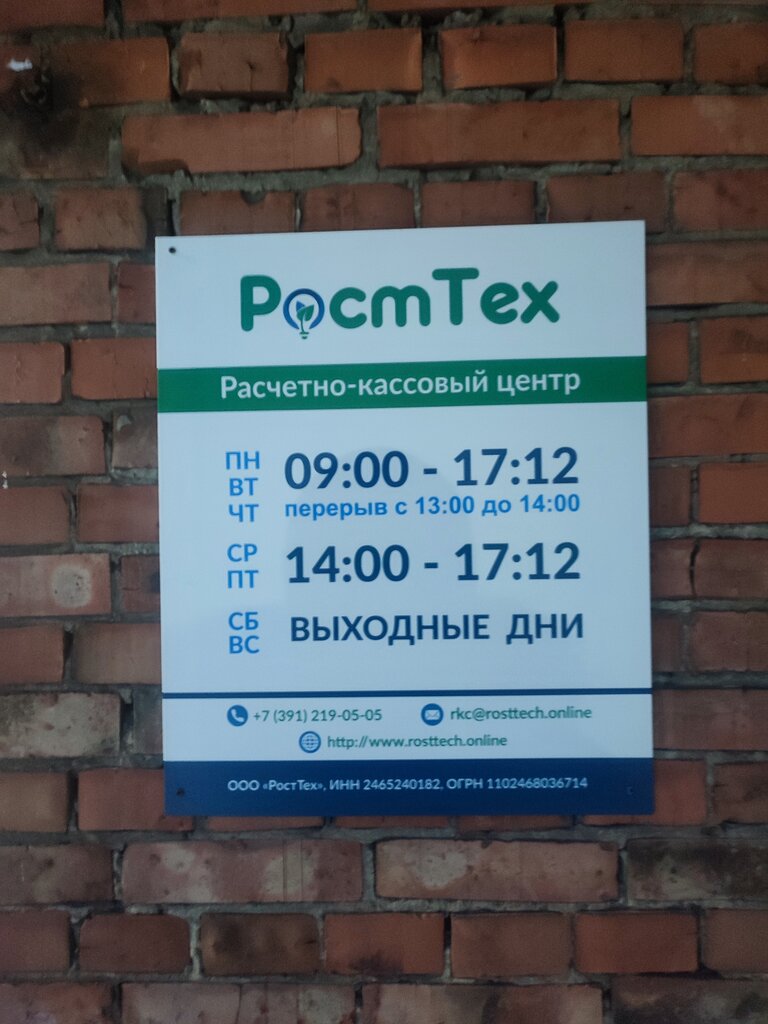 РостТех
Расчетно-кассовый центр
ПН
ВТ
ЧТ
09:00 - 17:12
перерыв с 13:00 до 14:00
СР
ПТ
14:00 - 17:12
СБ
ВС
ВЫХОДНЫЕ ДНИ
+7 (391) 219-05-05
rkc@rosttech.online
http://www.rosttech.online
ООО «РостТех», ИНН 2465240182, ОГРН 1102468036714